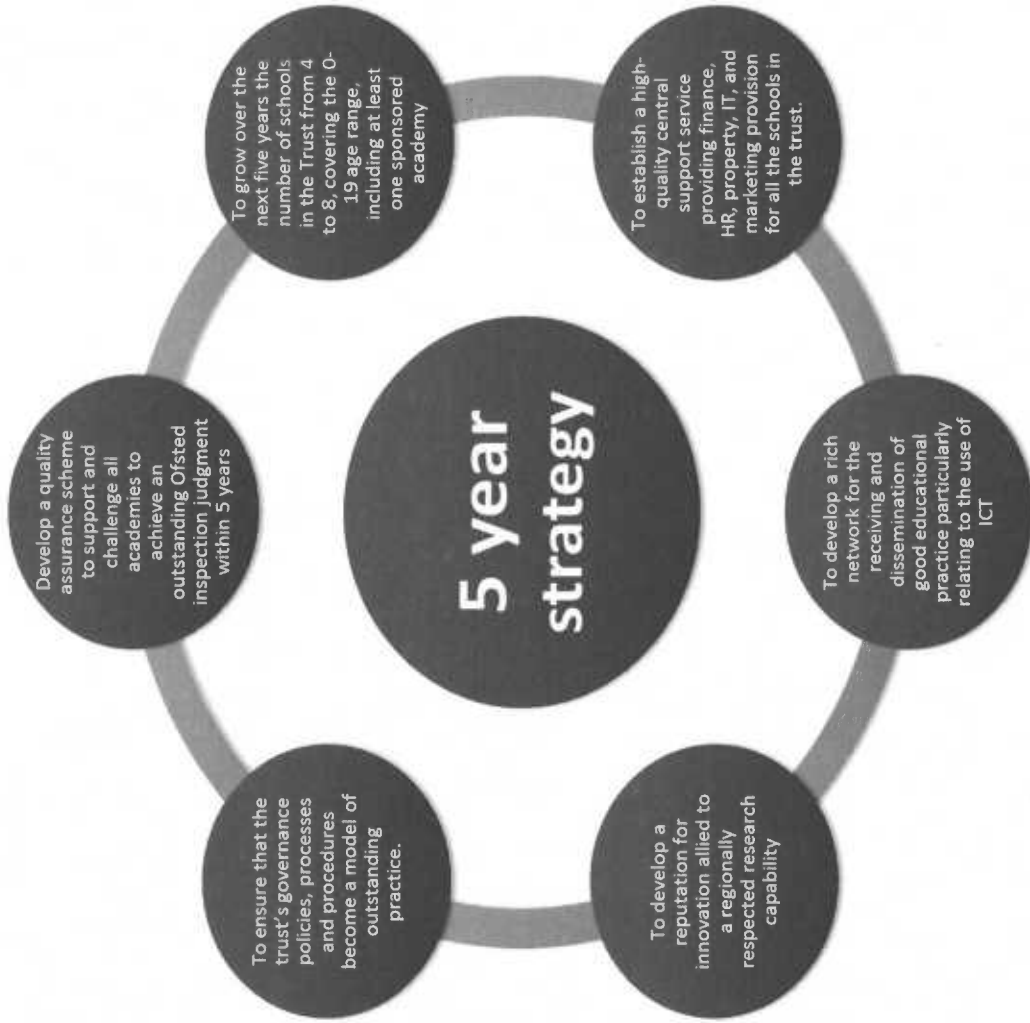 5 year
strategy
Develop a quality
assurance scheme
to support and
challenge all
academies to
achieve an
outstanding Ofsted
inspection judgment
within 5 years
To grow over the
next five years the
number of schools
in the Trust from 4
to 8, covering the 0-
19 age range,
including at least
one sponsored
academy
To establish a high-
quality central
support service
providing finance,
HR, property, IT, and
marketing provision
for all the schools in
the trust.
To develop a rich
network for the
receiving and
dissemination of
good educational
practice particularly
relating to the use of
ICT
To develop a
reputation for
innovation allied to
a regionally
respected research
capability
To ensure that the
trust's governance
policies, processes
and procedures
become a model of
outstanding
practice.